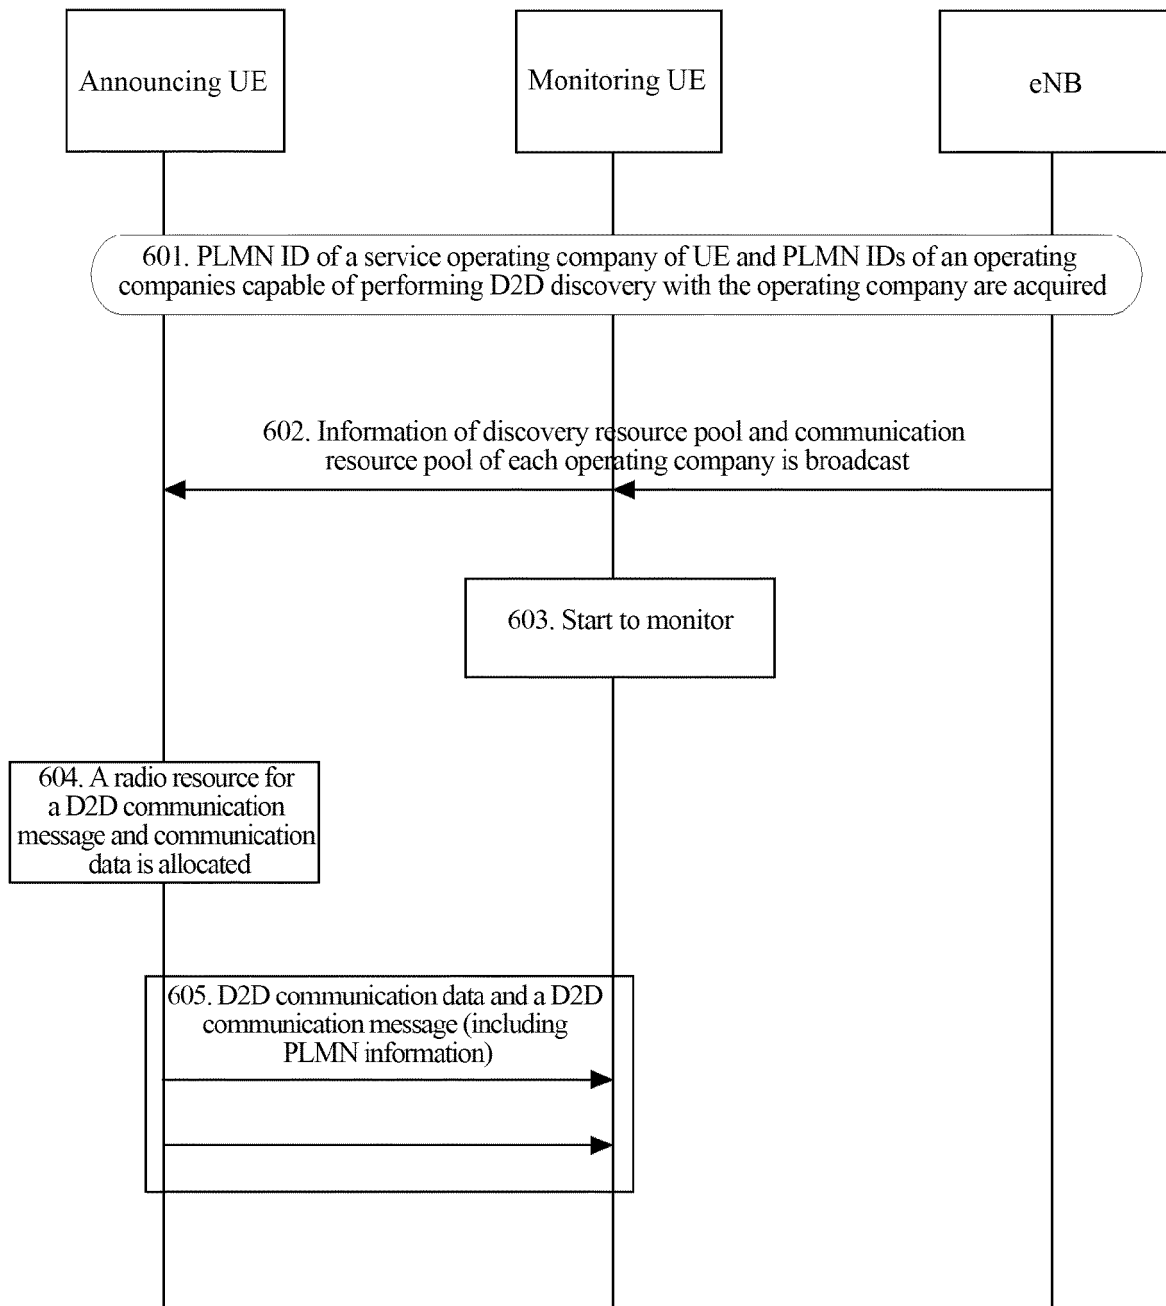 Announcing UE
Monitoring UE
eNB
601. PLMN ID of a service operating company of UE and PLMN IDs of an operating
companies capable of performing D2D discovery with the operating company are acquired
602. Information of discovery resource pool and communication
resource pool of each operating company is broadcast
603. Start to monitor
604. A radio resource for
a D2D communication
message and communication
data is allocated
605. D2D communication data and a D2D
communication message (including
PLMN information)